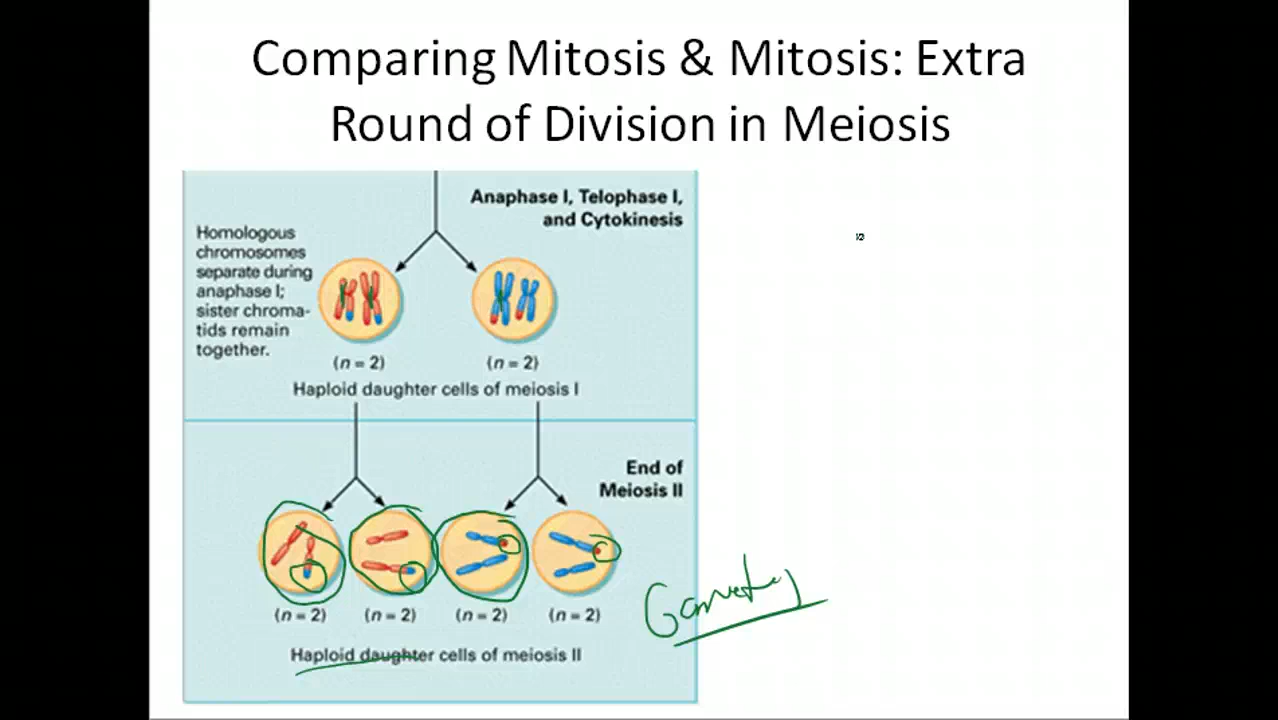 Comparing Mitosis & Mitosis: Extra
Round of Division in Meiosis
Anaphase I, Telophase I,
and Cytokinesis
Homologous
chromosomes
separate during
anaphase I;
sister chroma-
tids remain
together.
(n = 2) (n = 2)
Haploid daughter cells of meiosis I
End of
Meiosis II
(n = 2) (n = 2) (n = 2) (n = 2)
Gametes
Haploid daughter cells of meiosis II